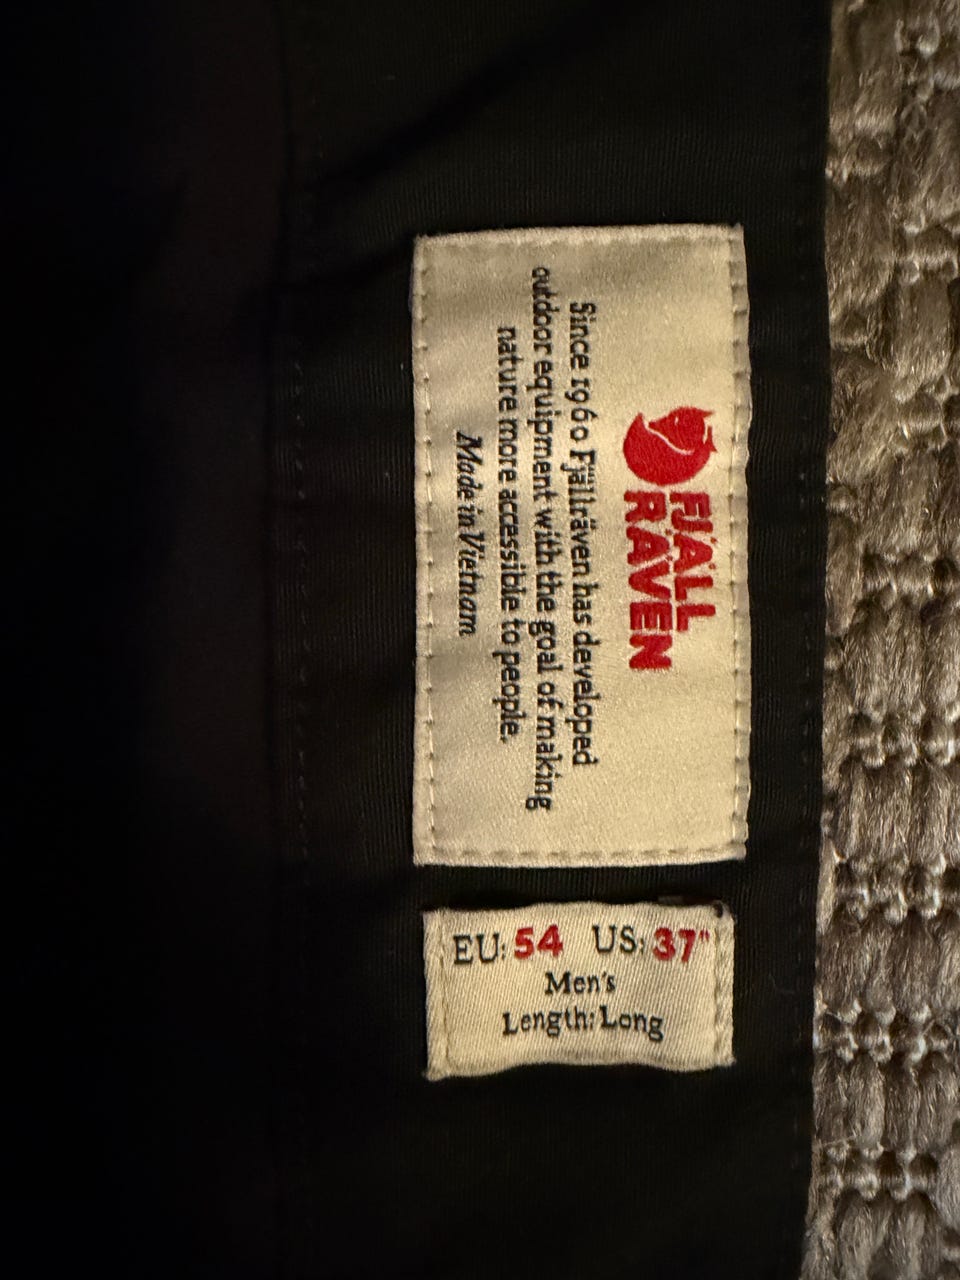 FJÄLL
RÄVEN
Since 1960 Fjällräven has developed
outdoor equipment with the goal of making
nature more accessible to people.
Made in Vietnam
EU: 54 US: 37"
Men's
Length: Long